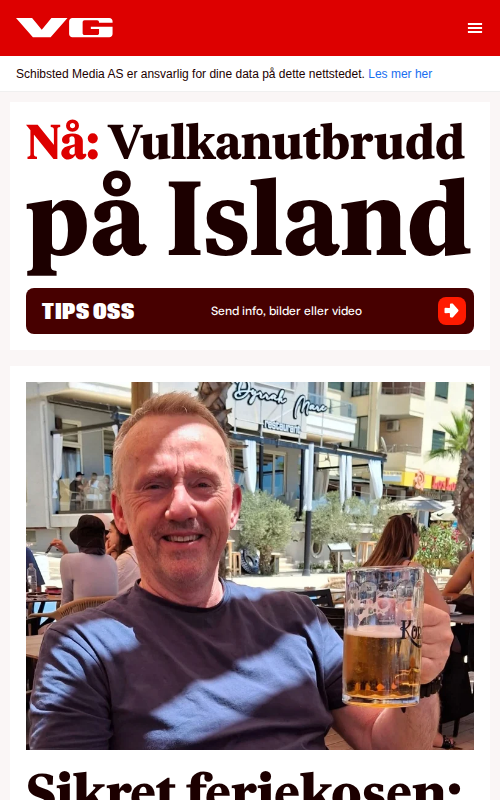 VG
Schibsted Media AS er ansvarlig for dine data på dette nettstedet. Les mer her
Nå: Vulkanutbrudd
på Island
TIPS OSS
Send info, bilder eller video
restaurant
Sikret feriekosen: